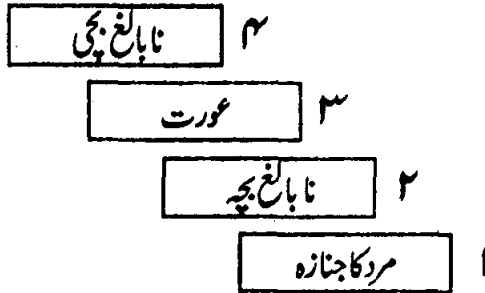 ۴ نابالغ بچی
۳ عورت
۲ نابالغ بچہ
۱ مرد کا جنازہ